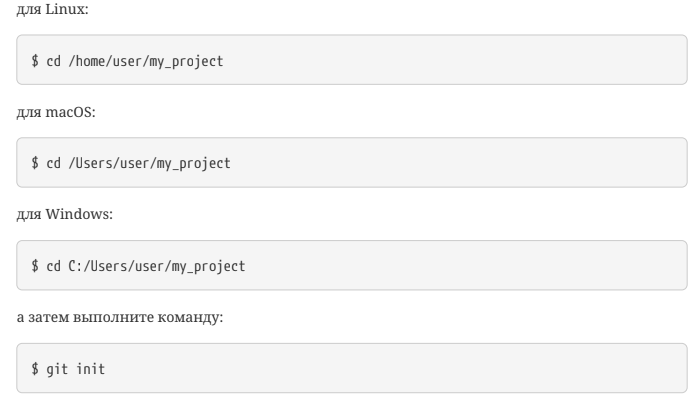 для Linux:
$ cd /home/user/my_project
для macOS:
$ cd /Users/user/my_project
для Windows:
$ cd C:/Users/user/my_project
а затем выполните команду:
$ git init